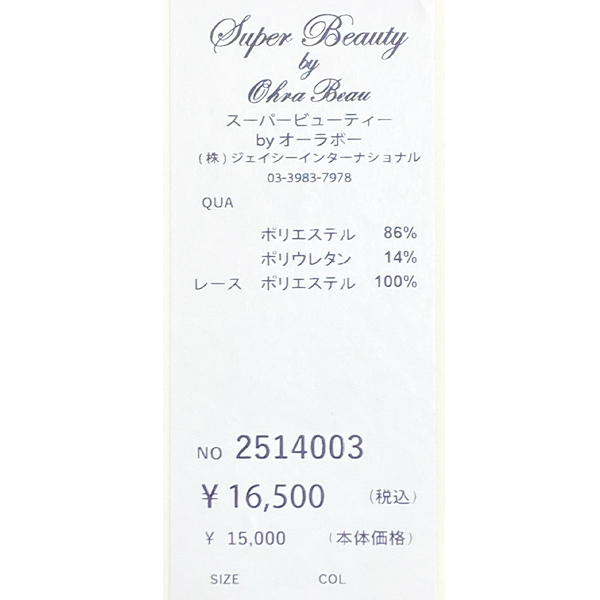 Super Beauty
by
Ohra Beau
スーパービューティー
by オーラボー
(株)ジェイシーインターナショナル
03-3983-7978
QUA
ポリエステル 86%
ポリウレタン 14%
レース ポリエステル 100%
NO 2514003
¥16,500 (税込)
¥ 15,000 (本体価格)
SIZE COL